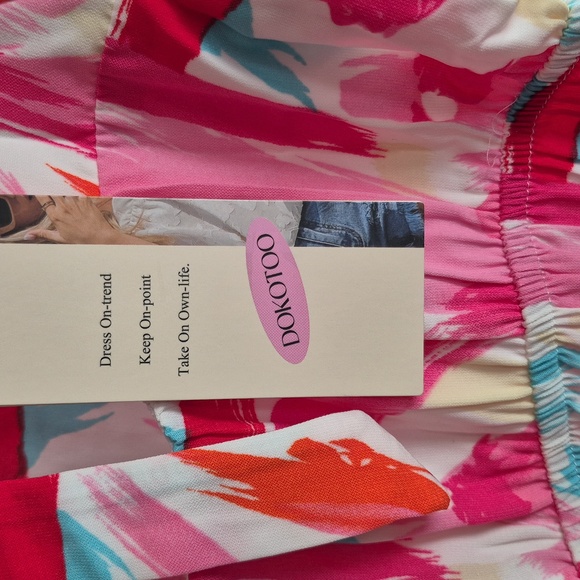 DOKOTOO
Dress On-trend
Keep On-point
Take On Own-life.